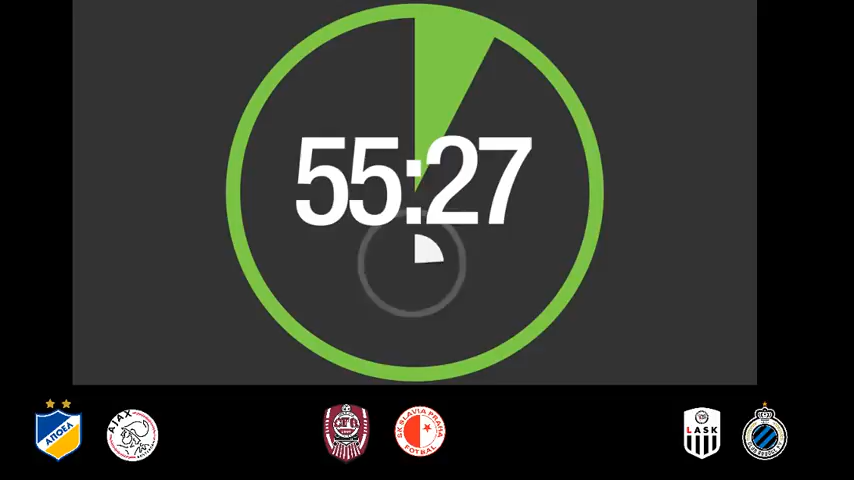 55:27
ΑΠΟΕΛ
AJAX
CFR
SK SLAVIA PRAHA
FOTBAL
LASK